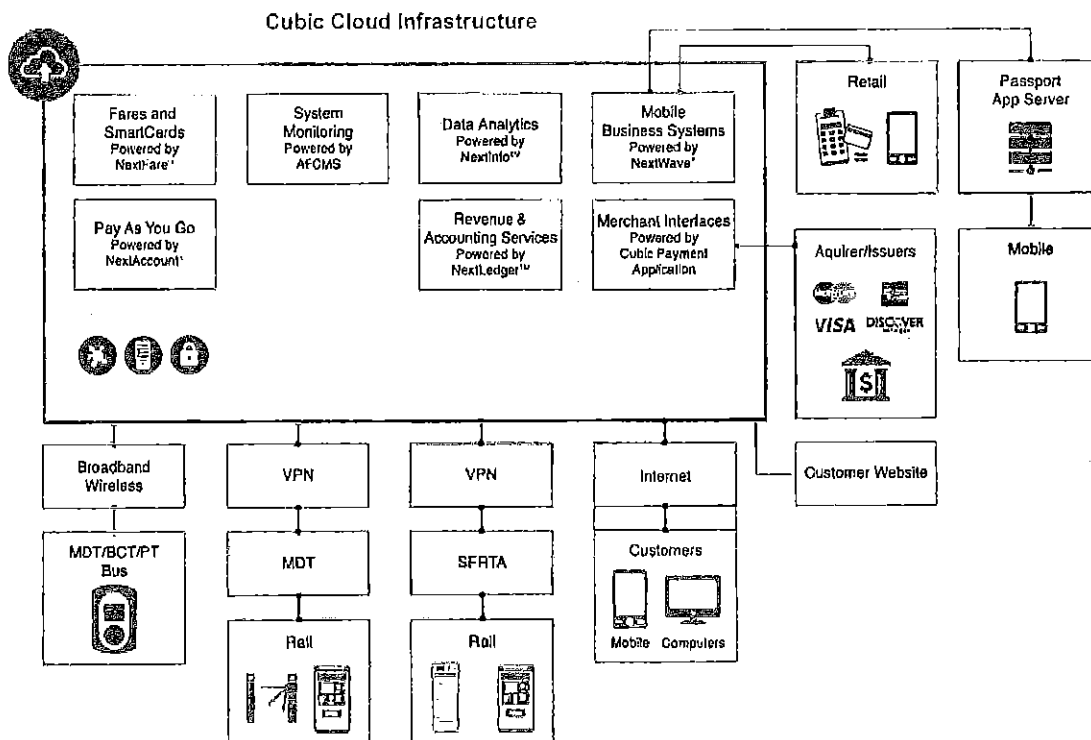 Cubic Cloud Infrastructure
Fares and
SmartCards
Powered by
NextFare™
System
Monitoring
Powered by
AFCMS
Data Analytics
Powered by
NextInfo™
Mobile
Business Systems
Powered by
NextWave
Retail
Passport
App Server
Pay As You Go
Powered by
NextAccount
Revenue &
Accounting Services
Powered by
NextLedger™
Merchant Interfaces
Powered by
Cubic Payment
Application
Aquirer/Issuers
VISA
DISCOVER
$
Mobile
Broadband
Wireless
VPN
VPN
Internet
Customer Website
MDT/BCT/PT
Bus
MDT
SFRTA
Customers
Mobile
Computers
Rail
Rail